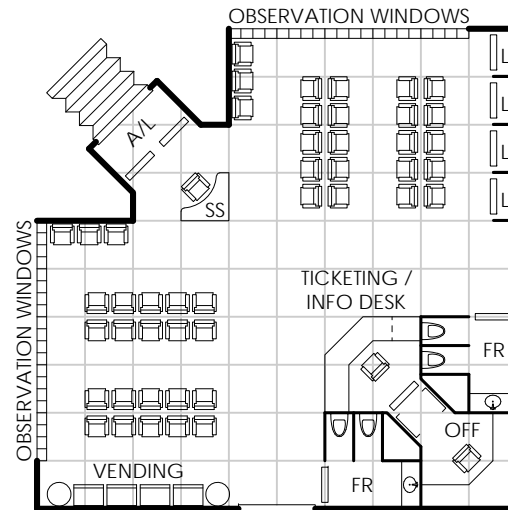 OBSERVATION WINDOWS
L
A/L
L
L
L
SS
OBSERVATION WINDOWS
TICKETING /
INFO DESK
FR
OFF
VENDING
FR